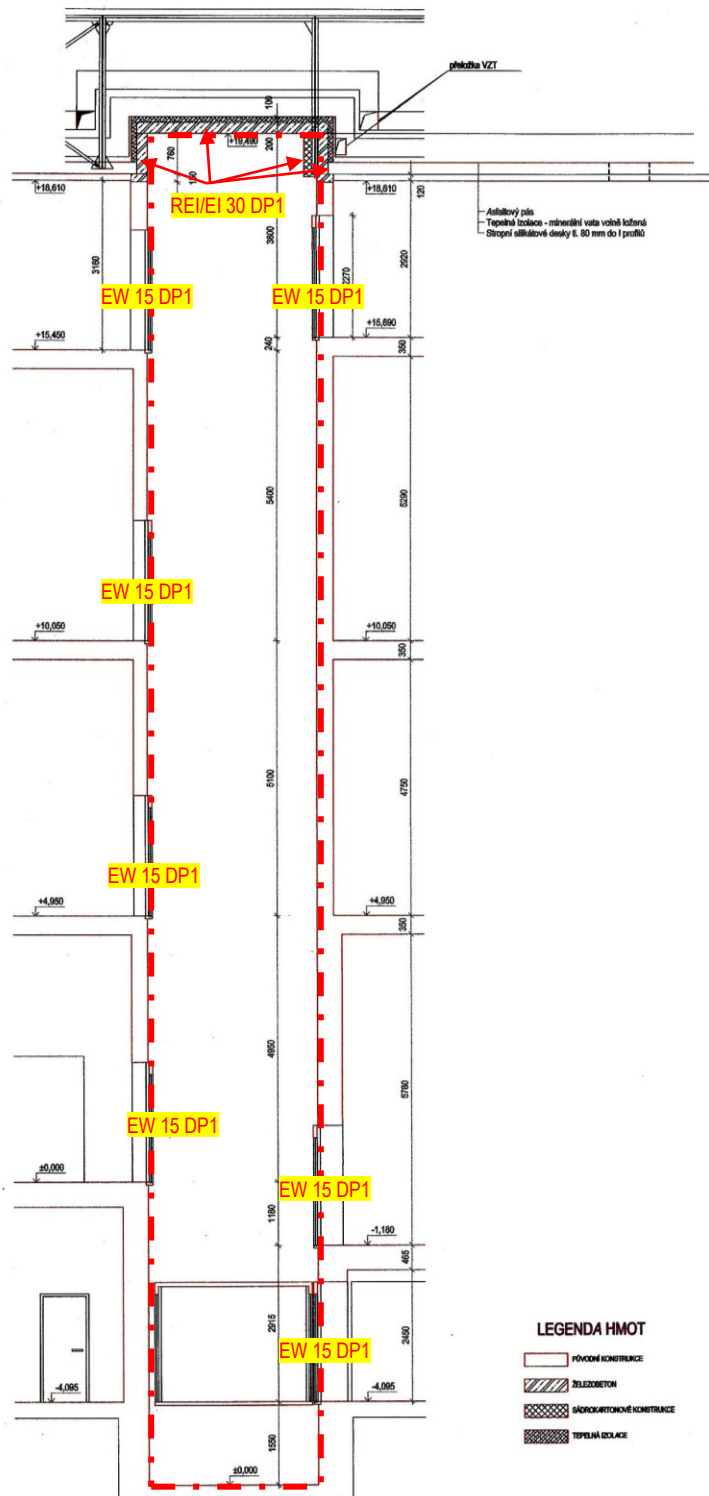 přeložka VZT
100
+19,490
200
760
150
+18,610
+18,610
120
REI/EI 30 DP1
Asfaltový pás
Tepelná izolace - minerální vata volně ložená
Stropní silikátové desky tl. 80 mm do I profilů
3160
3800
2270
2920
EW 15 DP1
EW 15 DP1
+15,690
+15,450
240
350
5400
5290
EW 15 DP1
+10,050
+10,050
350
5100
4750
EW 15 DP1
+4,950
+4,950
350
4950
5780
EW 15 DP1
±0,000
EW 15 DP1
1180
-1,180
465
2915
2450
EW 15 DP1
-4,095
-4,095
1550
±0,000
LEGENDA HMOT
PŮVODNÍ KONSTRUKCE
ŽELEZOBETON
SÁDROKARTONOVÉ KONSTRUKCE
TEPELNÁ IZOLACE